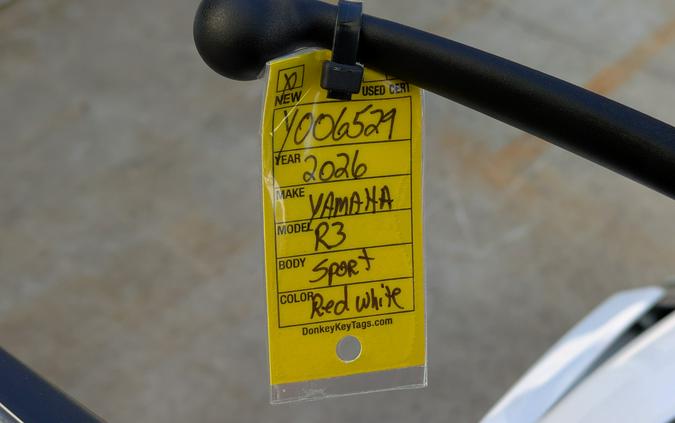 NEW USED CERT
Y006529
YEAR 2026
MAKE YAMAHA
MODEL R3
BODY Sport
COLOR Red white
DonkeyKeyTags.com